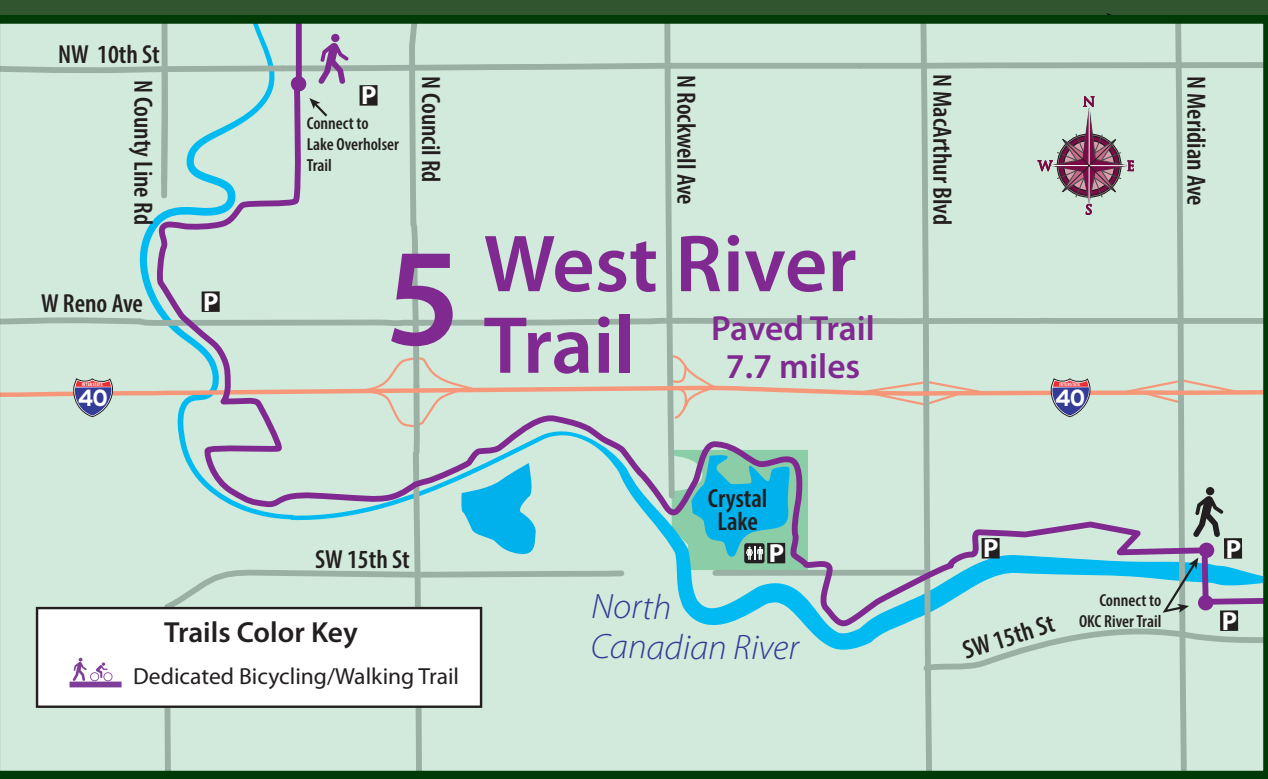 NW 10th St
N County Line Rd
P
Connect to
Lake Overholser
Trail
N Council Rd
N Rockwell Ave
N MacArthur Blvd
N Meridian Ave
N
W
E
S
5
West River
Trail
Paved Trail
7.7 miles
W Reno Ave
P
INTERSTATE
40
INTERSTATE
40
Crystal
Lake
P
SW 15th St
P
P
Connect to
OKC River Trail
P
SW 15th St
North
Canadian River
Trails Color Key
Dedicated Bicycling/Walking Trail